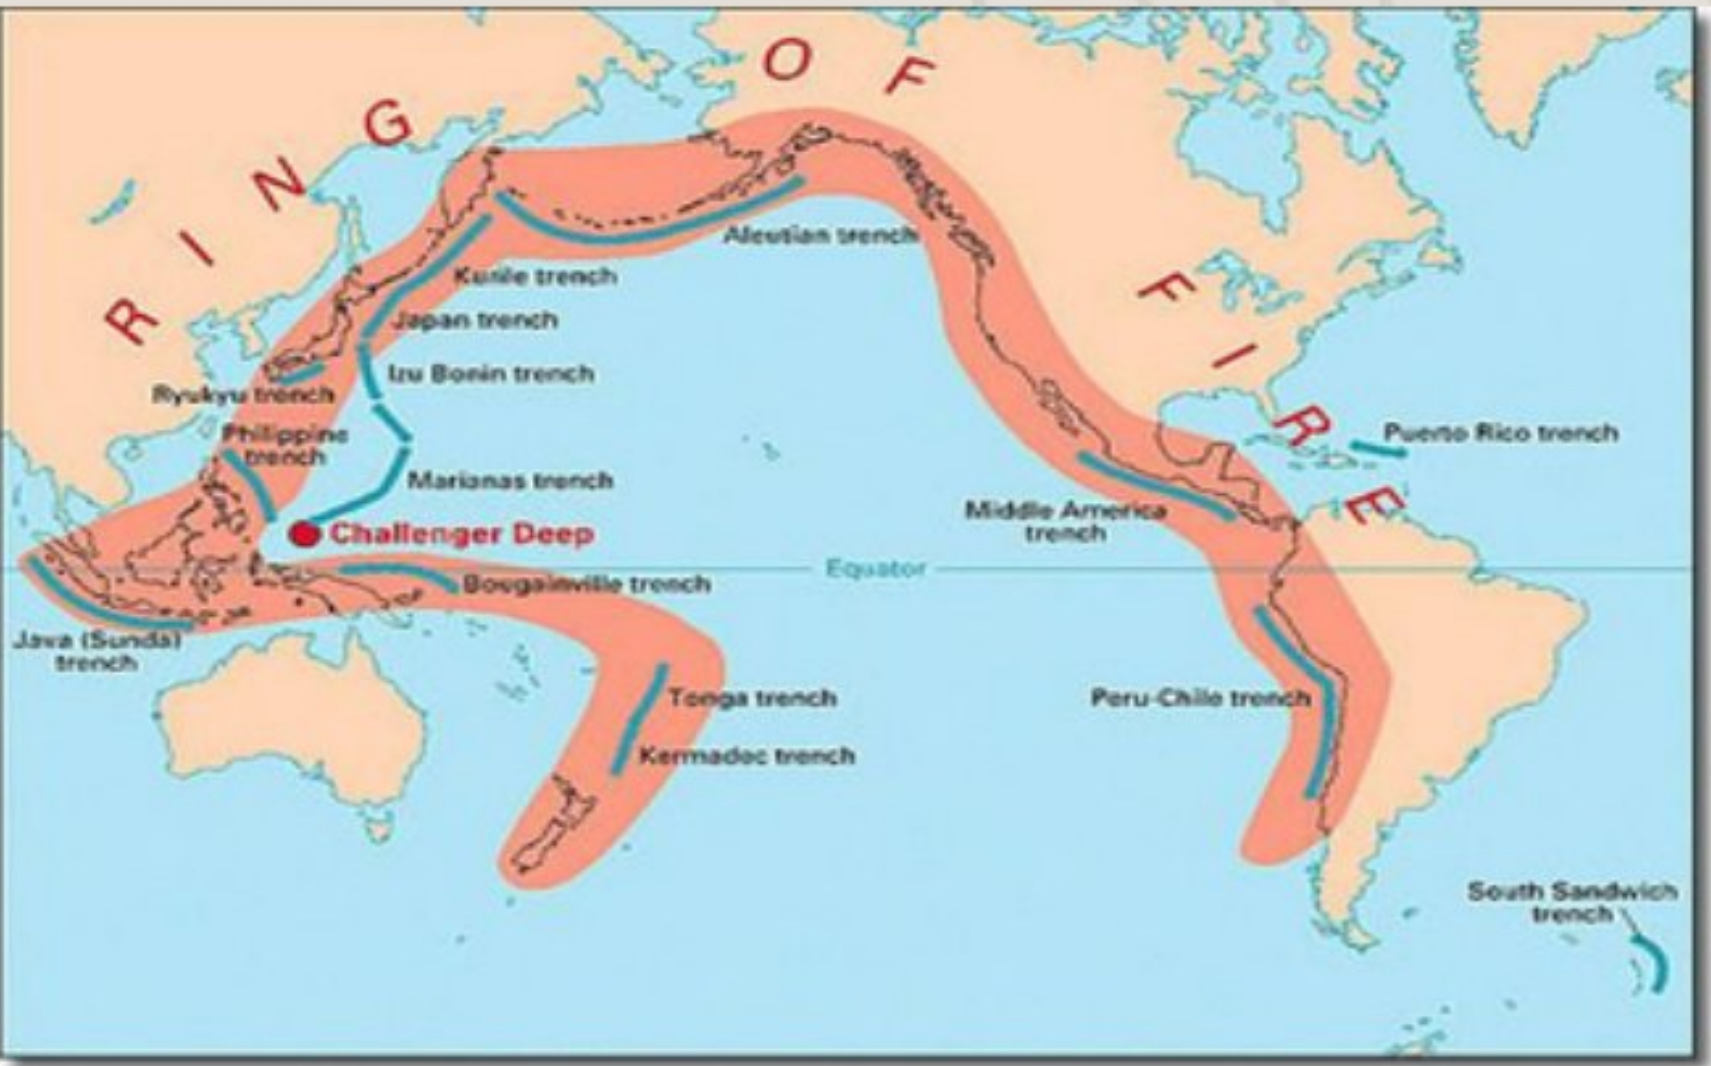 RING OF FIRE
Aleutian trench
Kurile trench
Japan trench
Izu Bonin trench
Ryukyu trench
Philippine
trench
Marianas trench
Challenger Deep
Bougainville trench
Equator
Java (Sunda)
trench
Tonga trench
Kermadec trench
Middle America
trench
Puerto Rico trench
Peru-Chile trench
South Sandwich
trench